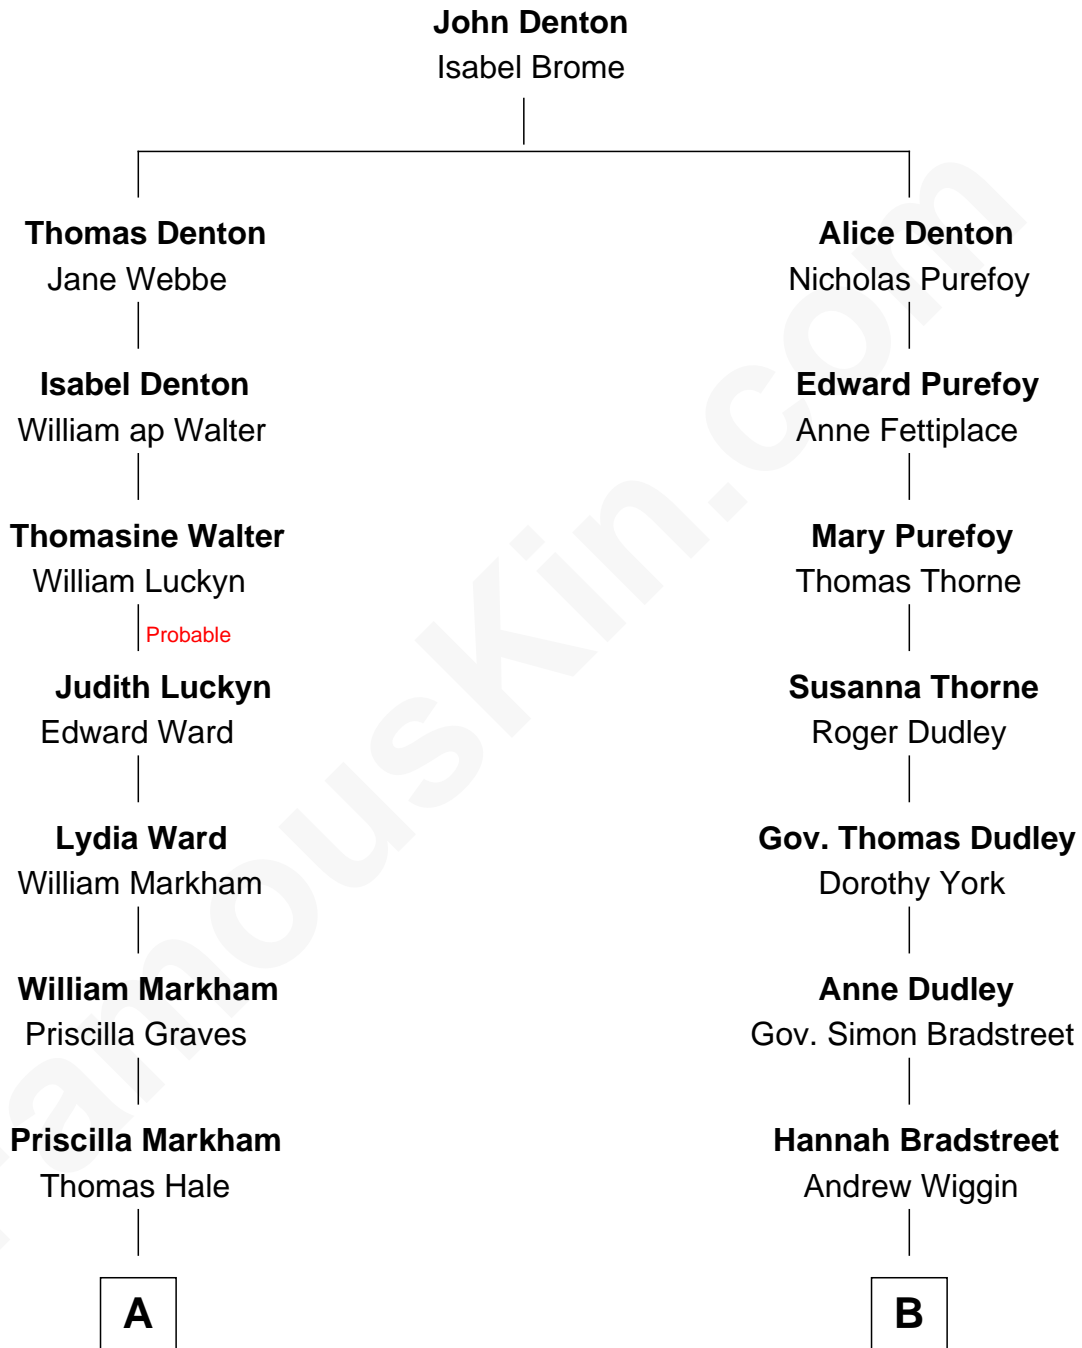 John Denton
Isabel Brome
Thomas Denton
Jane Webbe
Isabel Denton
William ap Walter
Thomasine Walter
William Luckyn
Probable
Judith Luckyn
Edward Ward
Lydia Ward
William Markham
William Markham
Priscilla Graves
Priscilla Markham
Thomas Hale
A
Alice Denton
Nicholas Purefoy
Edward Purefoy
Anne Fettiplace
Mary Purefoy
Thomas Thorne
Susanna Thorne
Roger Dudley
Gov. Thomas Dudley
Dorothy York
Anne Dudley
Gov. Simon Bradstreet
Hannah Bradstreet
Andrew Wiggin
B
FamousKin.com